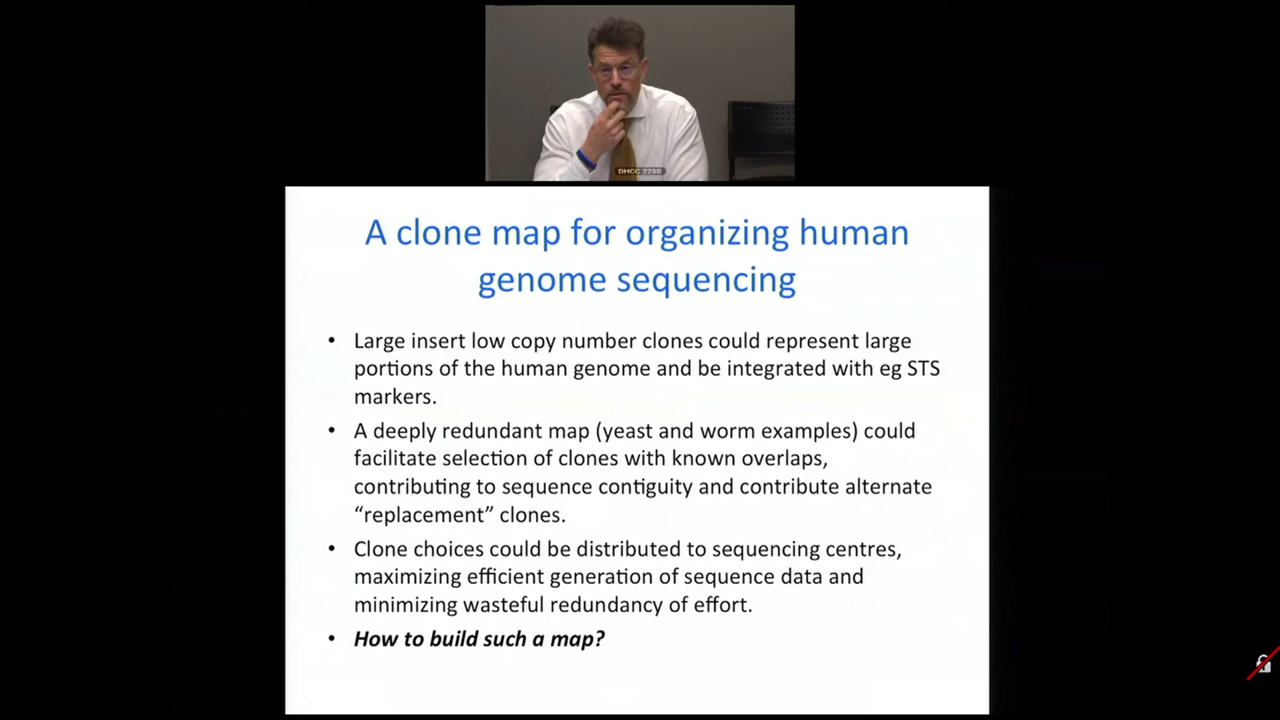 DHCC 2250
A clone map for organizing human
genome sequencing
• Large insert low copy number clones could represent large
portions of the human genome and be integrated with eg STS
markers.
• A deeply redundant map (yeast and worm examples) could
facilitate selection of clones with known overlaps,
contributing to sequence contiguity and contribute alternate
“replacement” clones.
• Clone choices could be distributed to sequencing centres,
maximizing efficient generation of sequence data and
minimizing wasteful redundancy of effort.
• How to build such a map?